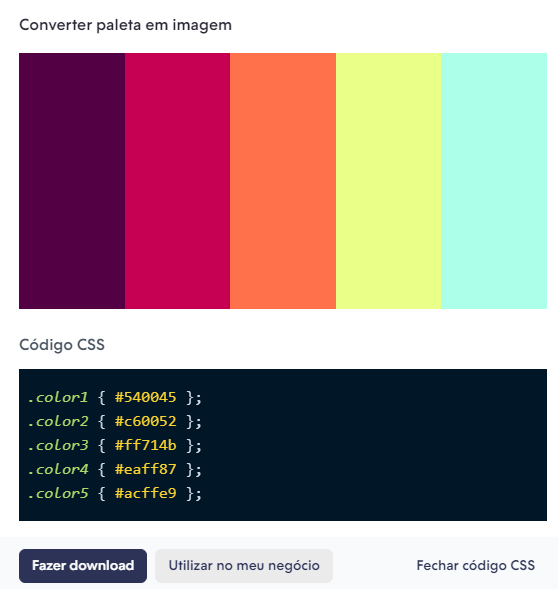 Converter paleta em imagem
Código CSS
.color1 { #540045 };
.color2 { #c60052 };
.color3 { #ff714b };
.color4 { #eaff87 };
.color5 { #acffe9 };
Fazer download
Utilizar no meu negócio
Fechar código CSS